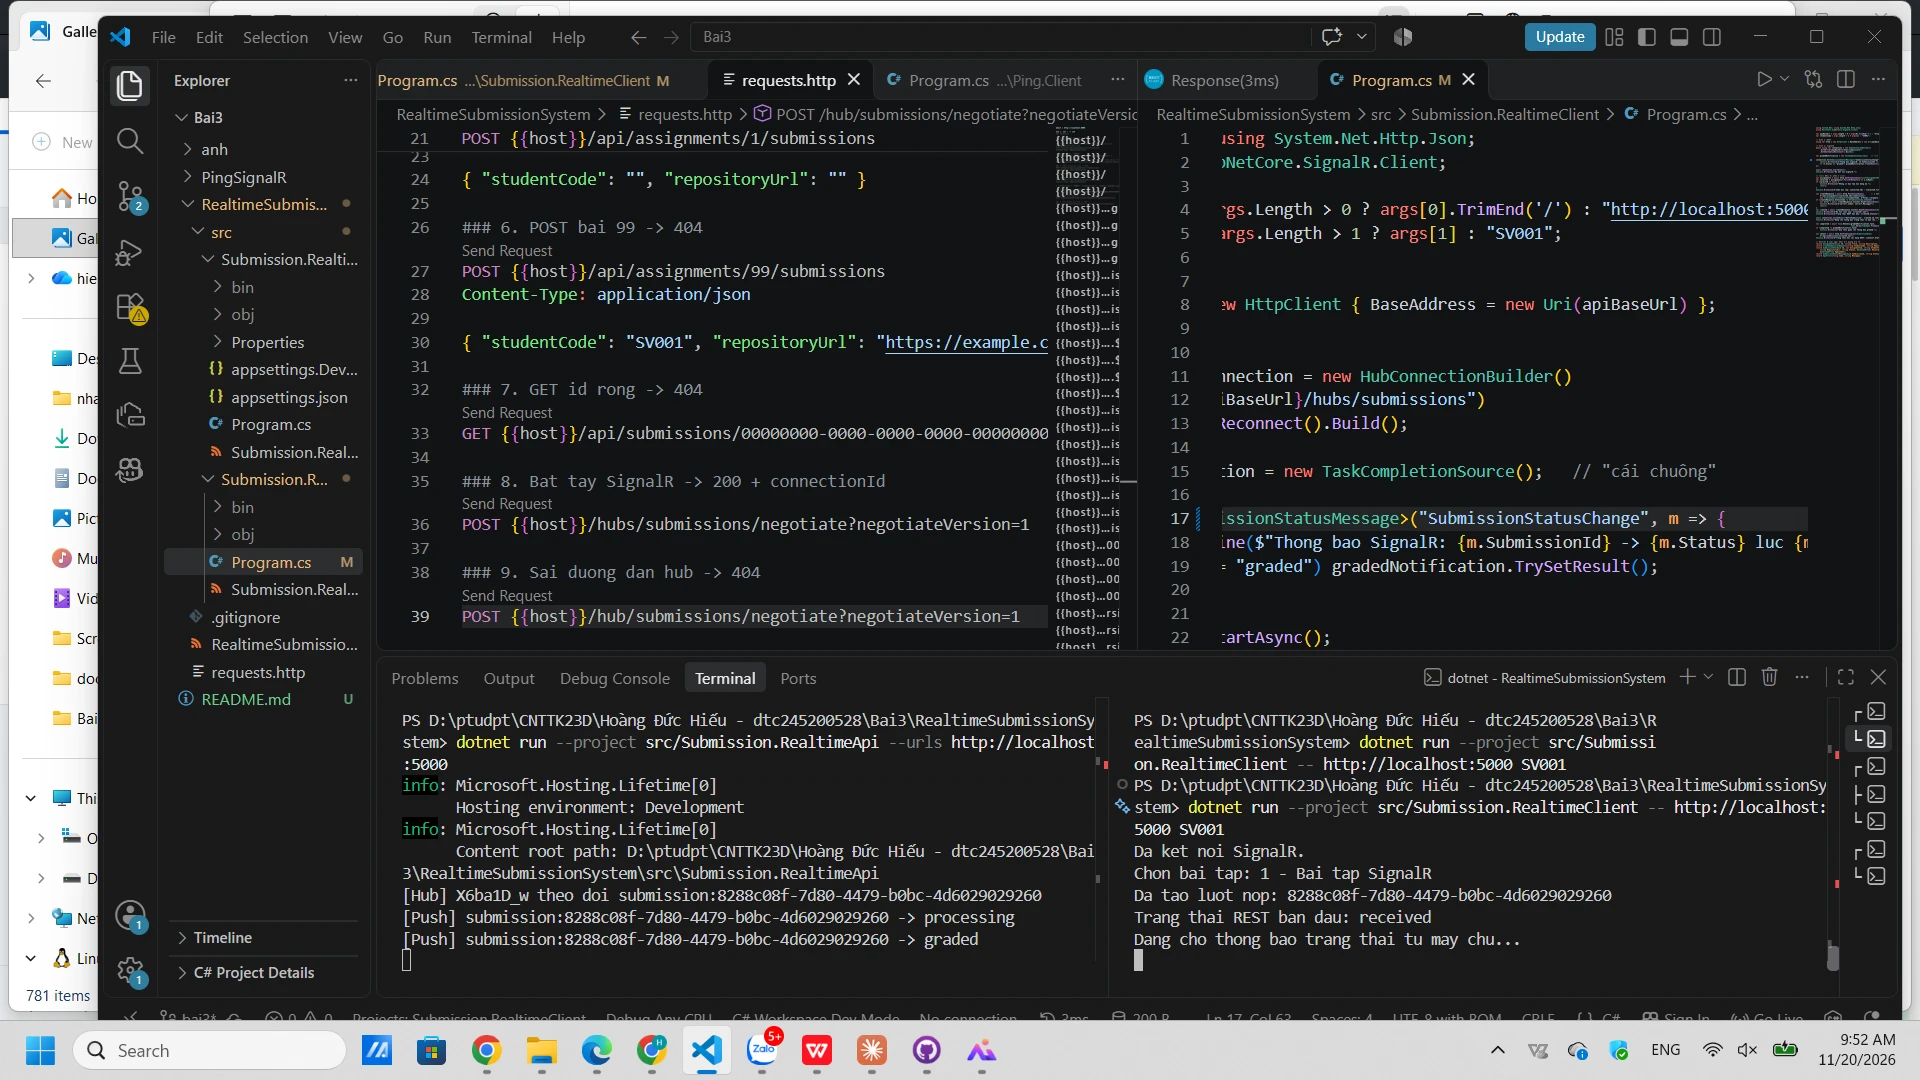 Galle
File Edit Selection View Go Run Terminal Help
Bai3
Update
New
Gal
hie
nha
781 items
Explorer
Bai3
anh
PingSignalR
RealtimeSubmis...
src
Submission.Realti...
bin
obj
Properties
appsettings.Dev...
appsettings.json
Program.cs
Submission.Real...
Submission.R...
bin
obj
Program.cs M
Submission.Real...
.gitignore
RealtimeSubmissio...
requests.http
README.md U
Timeline
C# Project Details
Program.cs ...\Submission.RealtimeClient M
requests.http
Program.cs ...\Ping.Client
RealtimeSubmissionSystem > requests.http > POST /hub/submissions/negotiate?negotiateVersio
21 POST {{host}}/api/assignments/1/submissions
23
24 { "studentCode": "", "repositoryUrl": "" }
25
26 ### 6. POST bai 99 -> 404
Send Request
27 POST {{host}}/api/assignments/99/submissions
28 Content-Type: application/json
29
30 { "studentCode": "SV001", "repositoryUrl": "https://example.c
31
32 ### 7. GET id rong -> 404
Send Request
33 GET {{host}}/api/submissions/00000000-0000-0000-0000-00000000
34
35 ### 8. Bat tay SignalR -> 200 + connectionId
Send Request
36 POST {{host}}/hubs/submissions/negotiate?negotiateVersion=1
37
38 ### 9. Sai duong dan hub -> 404
Send Request
39 POST {{host}}/hub/submissions/negotiate?negotiateVersion=1
Response(3ms)
Program.cs M
RealtimeSubmissionSystem > src > Submission.RealtimeClient > Program.cs > ...
1 using System.Net.Http.Json;
2 NetCore.SignalR.Client;
3
4 rgs.Length > 0 ? args[0].TrimEnd('/') : "http://localhost:5000
5 args.Length > 1 ? args[1] : "SV001";
6
7
8 ew HttpClient { BaseAddress = new Uri(apiBaseUrl) };
9
10
11 nnection = new HubConnectionBuilder()
12 iBaseUrl}/hubs/submissions")
13 Reconnect().Build();
14
15 tion = new TaskCompletionSource(); // "cái chuông"
16
17 issionStatusMessage>("SubmissionStatusChange", m => {
18 ine($"Thong bao SignalR: {m.SubmissionId} -> {m.Status} luc {m
19 = "graded") gradedNotification.TrySetResult();
20
21
22 tartAsync();
Problems Output Debug Console Terminal Ports
dotnet - RealtimeSubmissionSystem
PS D:\ptudpt\CNTTK23D\Hoàng Đức Hiếu - dtc245200528\Bai3\RealtimeSubmissionSy
stem> dotnet run --project src/Submission.RealtimeApi --urls http://localhost
:5000
info: Microsoft.Hosting.Lifetime[0]
Hosting environment: Development
info: Microsoft.Hosting.Lifetime[0]
Content root path: D:\ptudpt\CNTTK23D\Hoàng Đức Hiếu - dtc245200528\Bai
3\RealtimeSubmissionSystem\src\Submission.RealtimeApi
[Hub] X6ba1D_w theo doi submission:8288c08f-7d80-4479-b0bc-4d6029029260
[Push] submission:8288c08f-7d80-4479-b0bc-4d6029029260 -> processing
[Push] submission:8288c08f-7d80-4479-b0bc-4d6029029260 -> graded
PS D:\ptudpt\CNTTK23D\Hoàng Đức Hiếu - dtc245200528\Bai3\R
ealtimeSubmissionSystem> dotnet run --project src/Submissi
on.RealtimeClient -- http://localhost:5000 SV001
PS D:\ptudpt\CNTTK23D\Hoàng Đức Hiếu - dtc245200528\Bai3\RealtimeSubmissionSy
stem> dotnet run --project src/Submission.RealtimeClient -- http://localhost:
5000 SV001
Da ket noi SignalR.
Chon bai tap: 1 - Bai tap SignalR
Da tao luot nop: 8288c08f-7d80-4479-b0bc-4d6029029260
Trang thai REST ban dau: received
Dang cho thong bao trang thai tu may chu...
Search
Zalo
5+
ENG
9:52 AM
11/20/2026